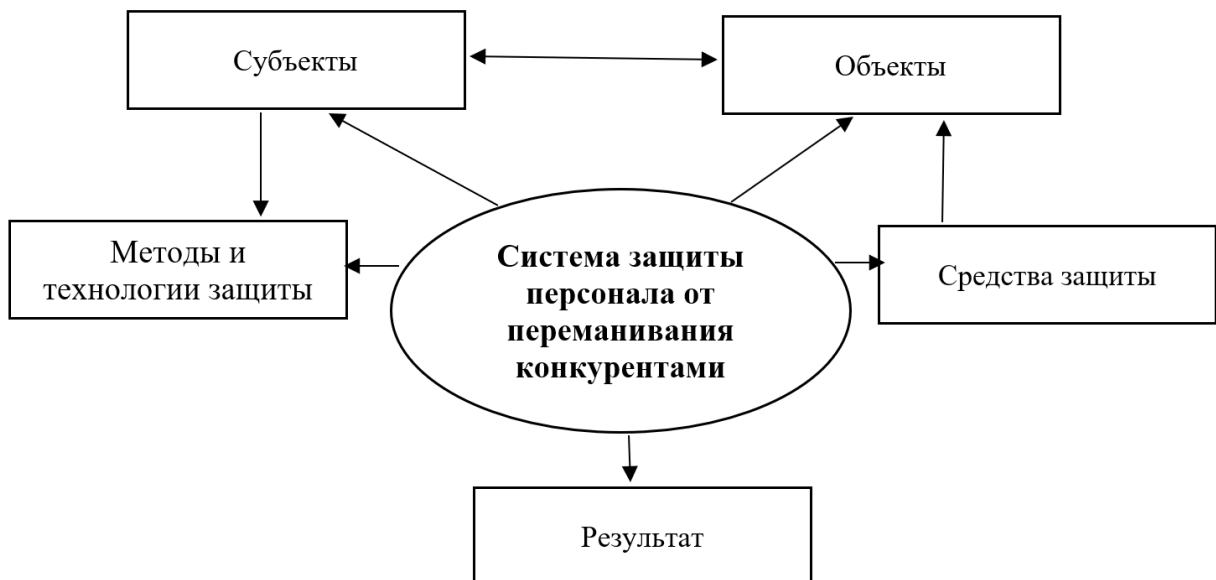 Субъекты
Объекты
Методы и
технологии защиты
Система защиты
персонала от
переманивания
конкурентами
Средства защиты
Результат